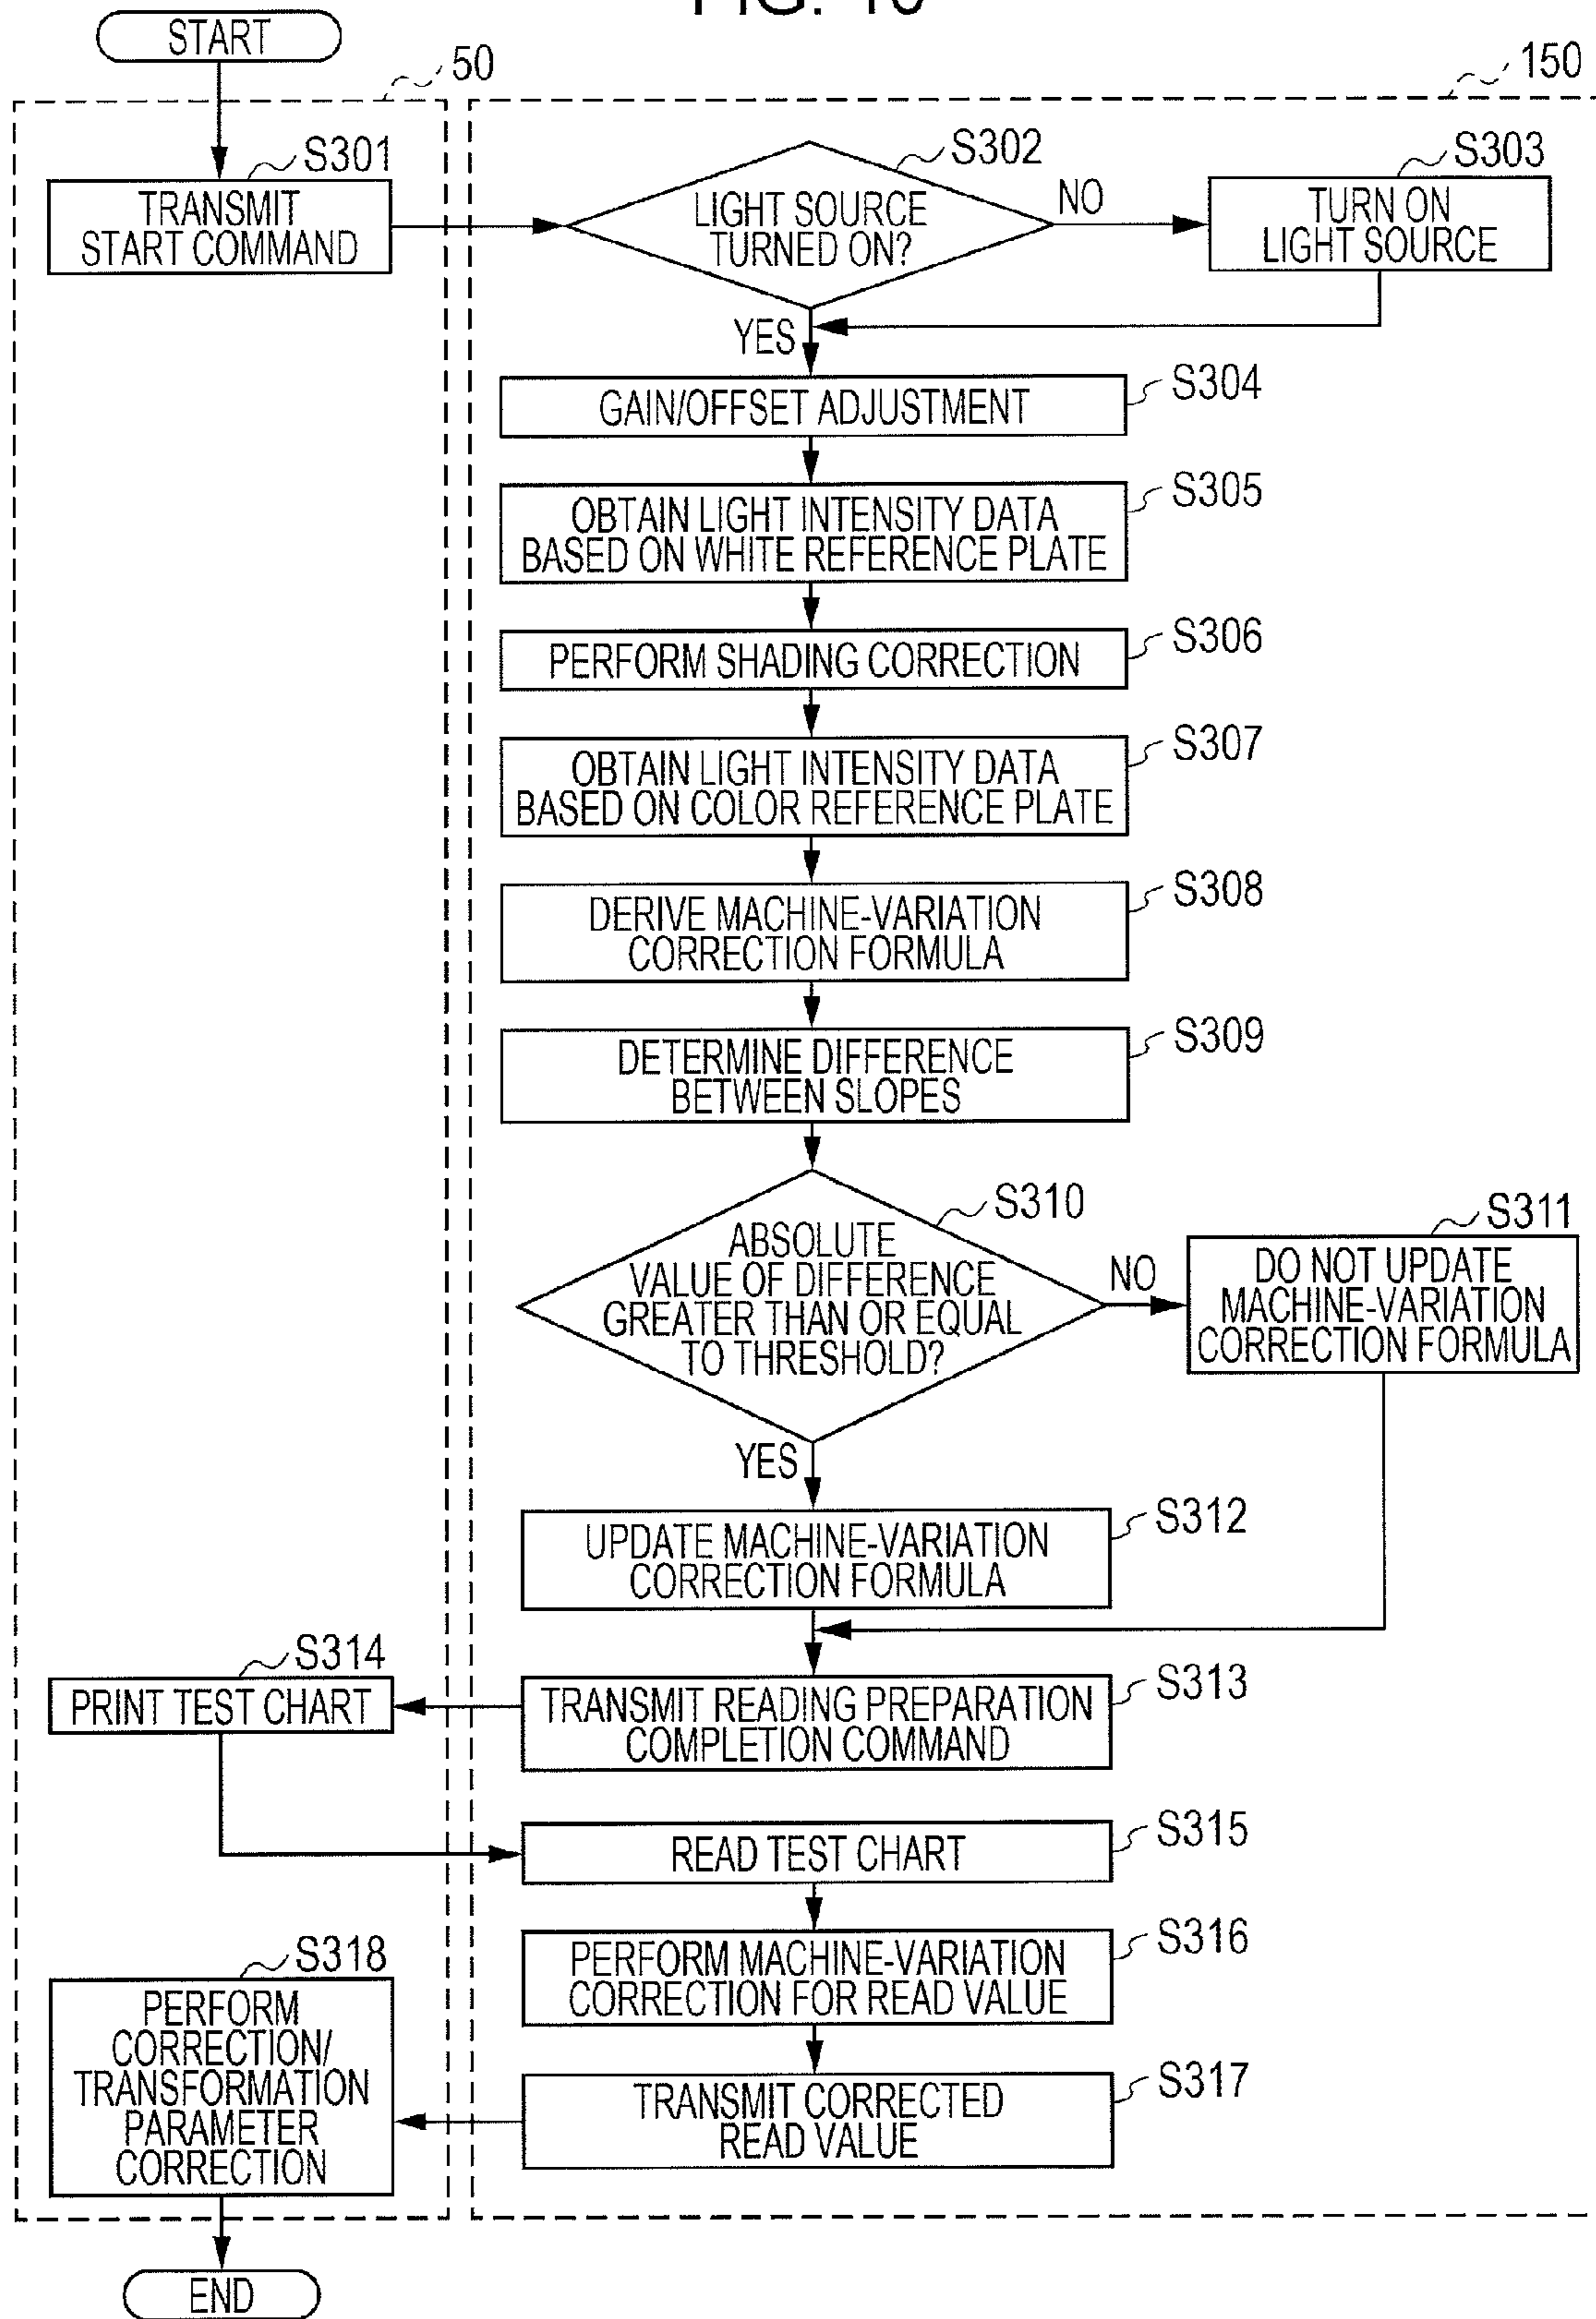 START
50
150
S301
TRANSMIT
START COMMAND
S302
LIGHT SOURCE
TURNED ON?
NO
S303
TURN ON
LIGHT SOURCE
YES
S304
GAIN/OFFSET ADJUSTMENT
S305
OBTAIN LIGHT INTENSITY DATA
BASED ON WHITE REFERENCE PLATE
S306
PERFORM SHADING CORRECTION
S307
OBTAIN LIGHT INTENSITY DATA
BASED ON COLOR REFERENCE PLATE
S308
DERIVE MACHINE-VARIATION
CORRECTION FORMULA
S309
DETERMINE DIFFERENCE
BETWEEN SLOPES
S310
ABSOLUTE
VALUE OF DIFFERENCE
GREATER THAN OR EQUAL
TO THRESHOLD?
NO
S311
DO NOT UPDATE
MACHINE-VARIATION
CORRECTION FORMULA
YES
S312
UPDATE MACHINE-VARIATION
CORRECTION FORMULA
S314
PRINT TEST CHART
S313
TRANSMIT READING PREPARATION
COMPLETION COMMAND
S315
READ TEST CHART
S316
PERFORM MACHINE-VARIATION
CORRECTION FOR READ VALUE
S318
PERFORM
CORRECTION/
TRANSFORMATION
PARAMETER
CORRECTION
S317
TRANSMIT CORRECTED
READ VALUE
END